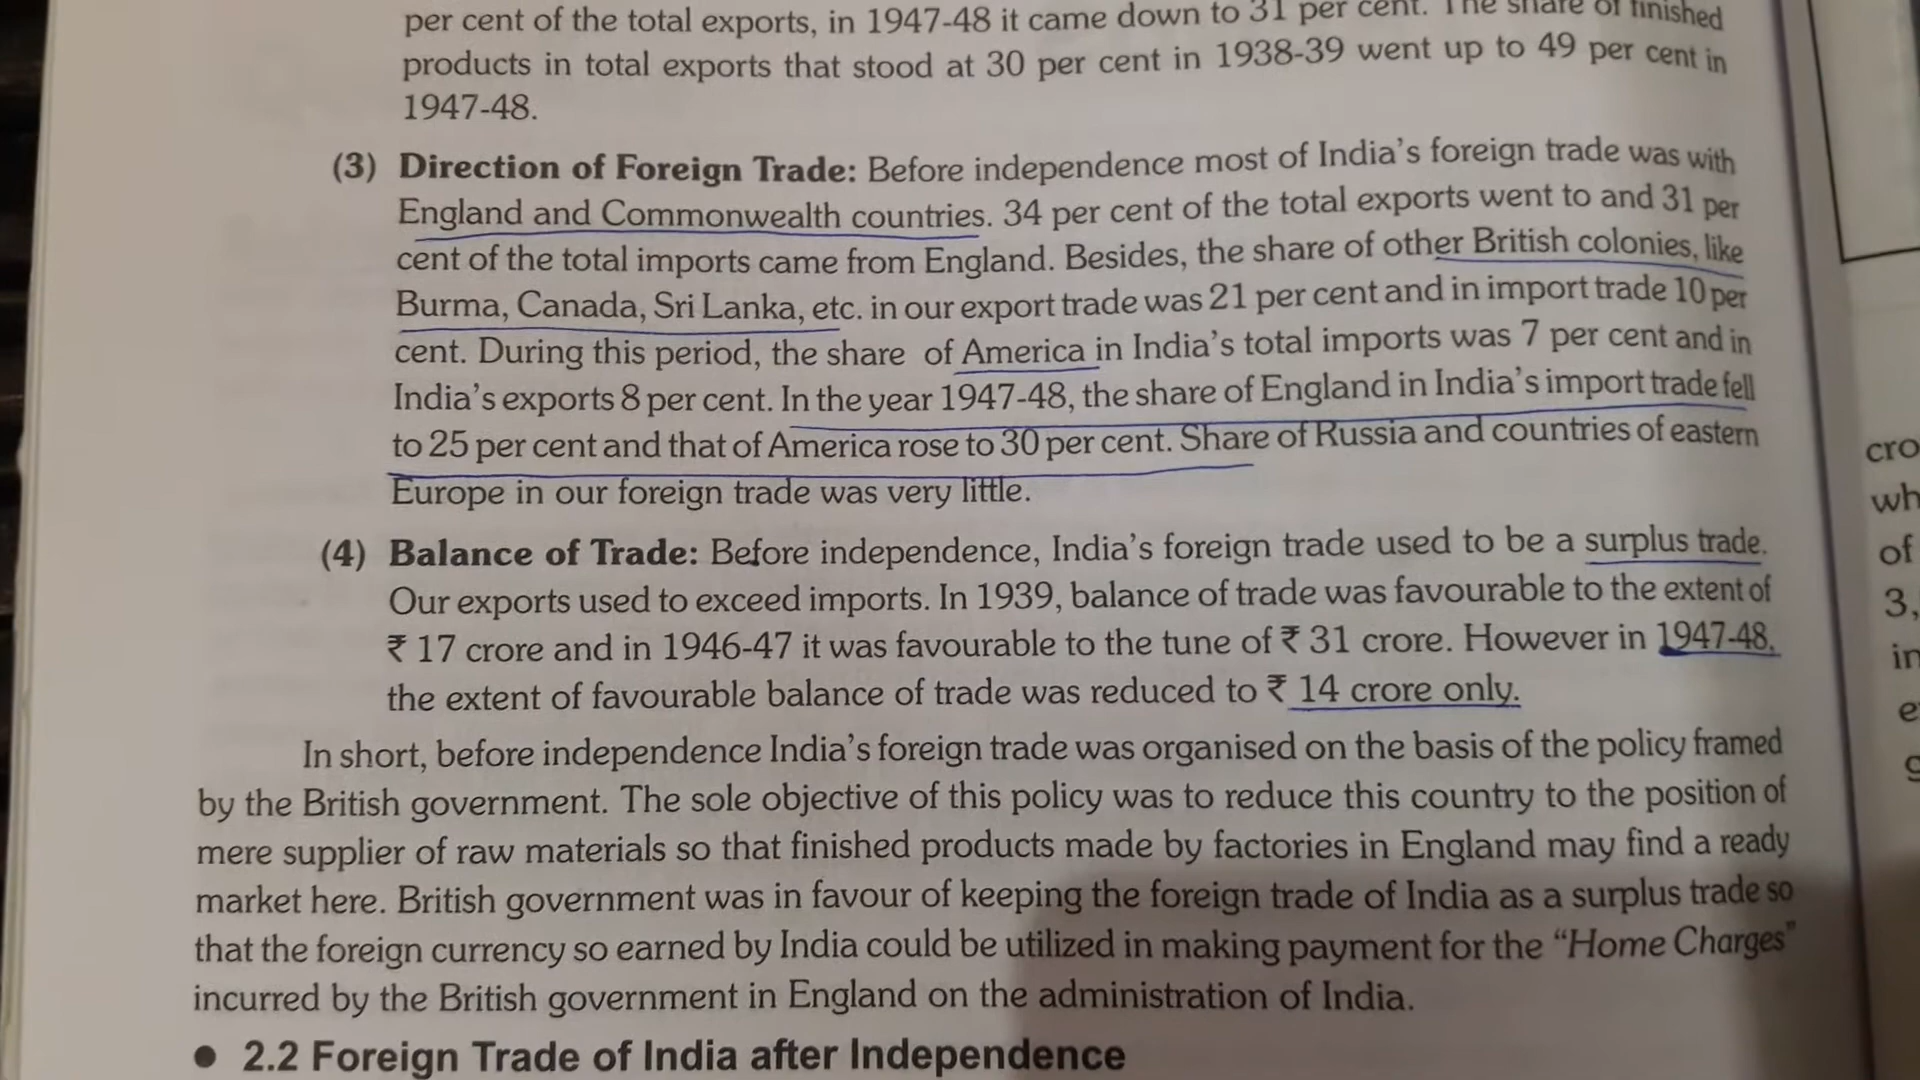 per cent of the total exports, in 1947-48 it came down to 31 per cent. The share of finished
products in total exports that stood at 30 per cent in 1938-39 went up to 49 per cent in
1947-48.
(3) Direction of Foreign Trade: Before independence most of India's foreign trade was with
England and Commonwealth countries. 34 per cent of the total exports went to and 31 per
cent of the total imports came from England. Besides, the share of other British colonies, like
Burma, Canada, Sri Lanka, etc. in our export trade was 21 per cent and in import trade 10 per
cent. During this period, the share of America in India's total imports was 7 per cent and in
India's exports 8 per cent. In the year 1947-48, the share of England in India's import trade fell
to 25 per cent and that of America rose to 30 per cent. Share of Russia and countries of eastern
Europe in our foreign trade was very little.
(4) Balance of Trade: Before independence, India's foreign trade used to be a surplus trade.
Our exports used to exceed imports. In 1939, balance of trade was favourable to the extent of
₹ 17 crore and in 1946-47 it was favourable to the tune of ₹ 31 crore. However in 1947-48,
the extent of favourable balance of trade was reduced to ₹ 14 crore only.
In short, before independence India's foreign trade was organised on the basis of the policy framed
by the British government. The sole objective of this policy was to reduce this country to the position of
mere supplier of raw materials so that finished products made by factories in England may find a ready
market here. British government was in favour of keeping the foreign trade of India as a surplus trade so
that the foreign currency so earned by India could be utilized in making payment for the "Home Charges"
incurred by the British government in England on the administration of India.
• 2.2 Foreign Trade of India after Independence
cro
wh
of
3,
in